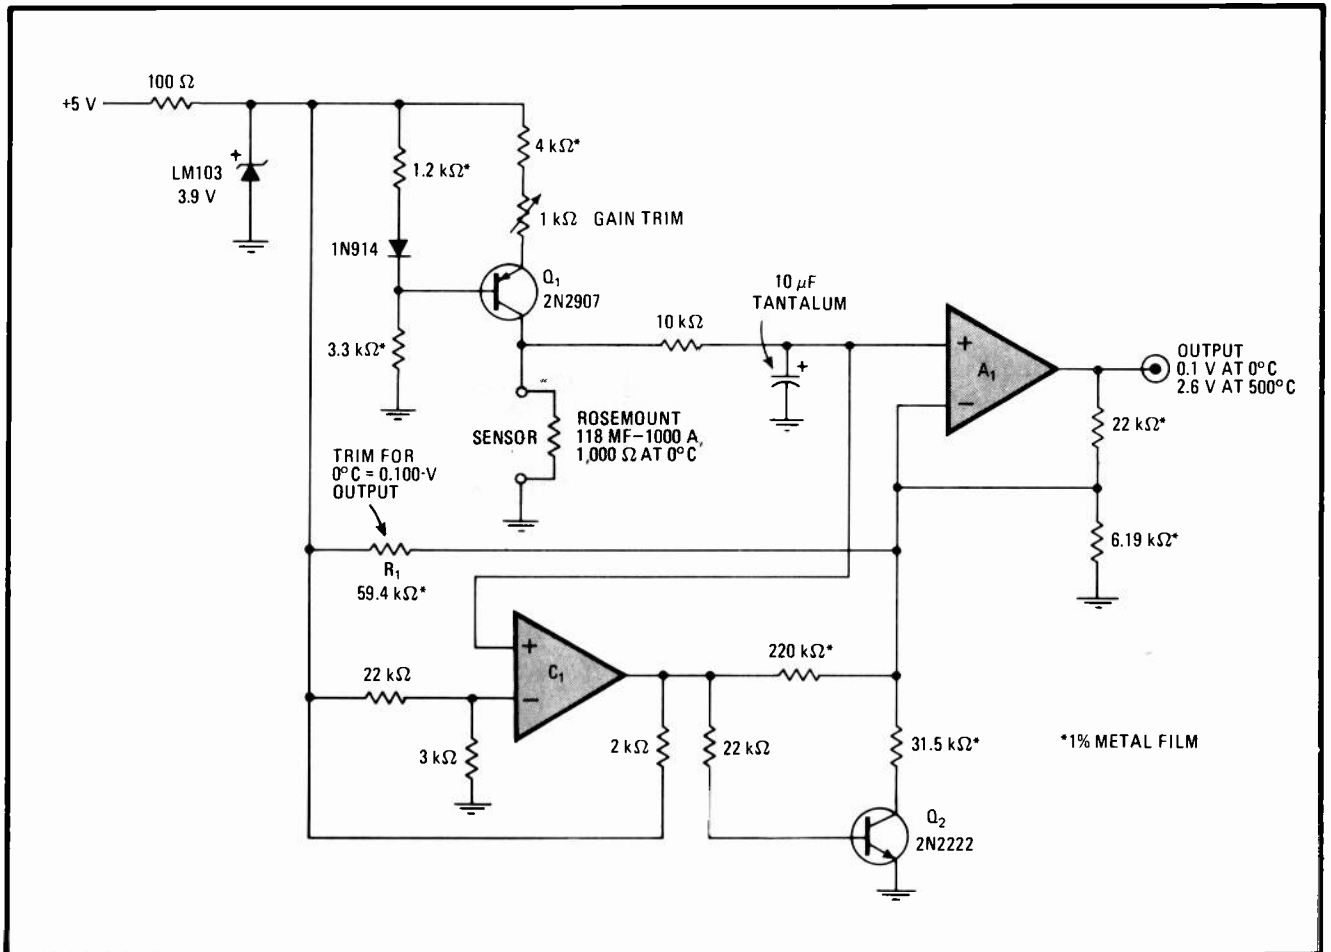 100 Ω
+5 V
LM103
3.9 V
+
1.2 kΩ*
4 kΩ*
1 kΩ GAIN TRIM
1N914
Q1
2N2907
3.3 kΩ*
10 kΩ
10 μF
TANTALUM
+
+
A1
−
OUTPUT
0.1 V AT 0°C
2.6 V AT 500°C
22 kΩ*
SENSOR
ROSEMOUNT
118 MF–1000 A,
1,000 Ω AT 0°C
TRIM FOR
0°C = 0.100-V
OUTPUT
R1
59.4 kΩ*
6.19 kΩ*
+
C1
−
22 kΩ
3 kΩ
2 kΩ
22 kΩ
220 kΩ*
31.5 kΩ*
*1% METAL FILM
Q2
2N2222